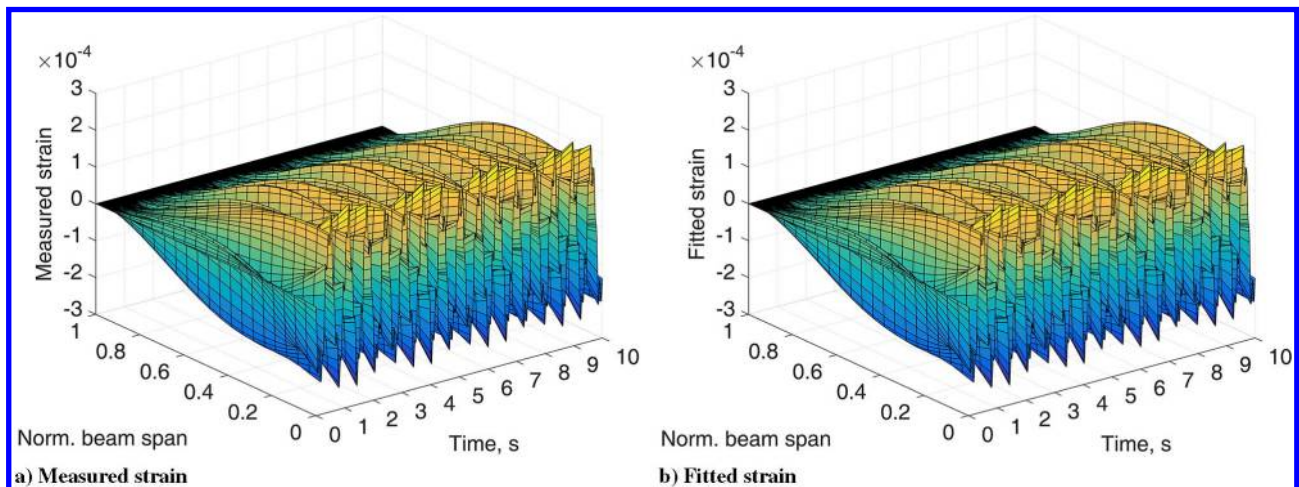 ×10-4
3
2
1
0
-1
-2
-3
Measured strain
1
0.8
0.6
0.4
0.2
0
Norm. beam span
0 1 2 3 4 5 6 7 8 9 10
Time, s
a) Measured strain
×10-4
3
2
1
0
-1
-2
-3
Fitted strain
1
0.8
0.6
0.4
0.2
0
Norm. beam span
0 1 2 3 4 5 6 7 8 9 10
Time, s
b) Fitted strain